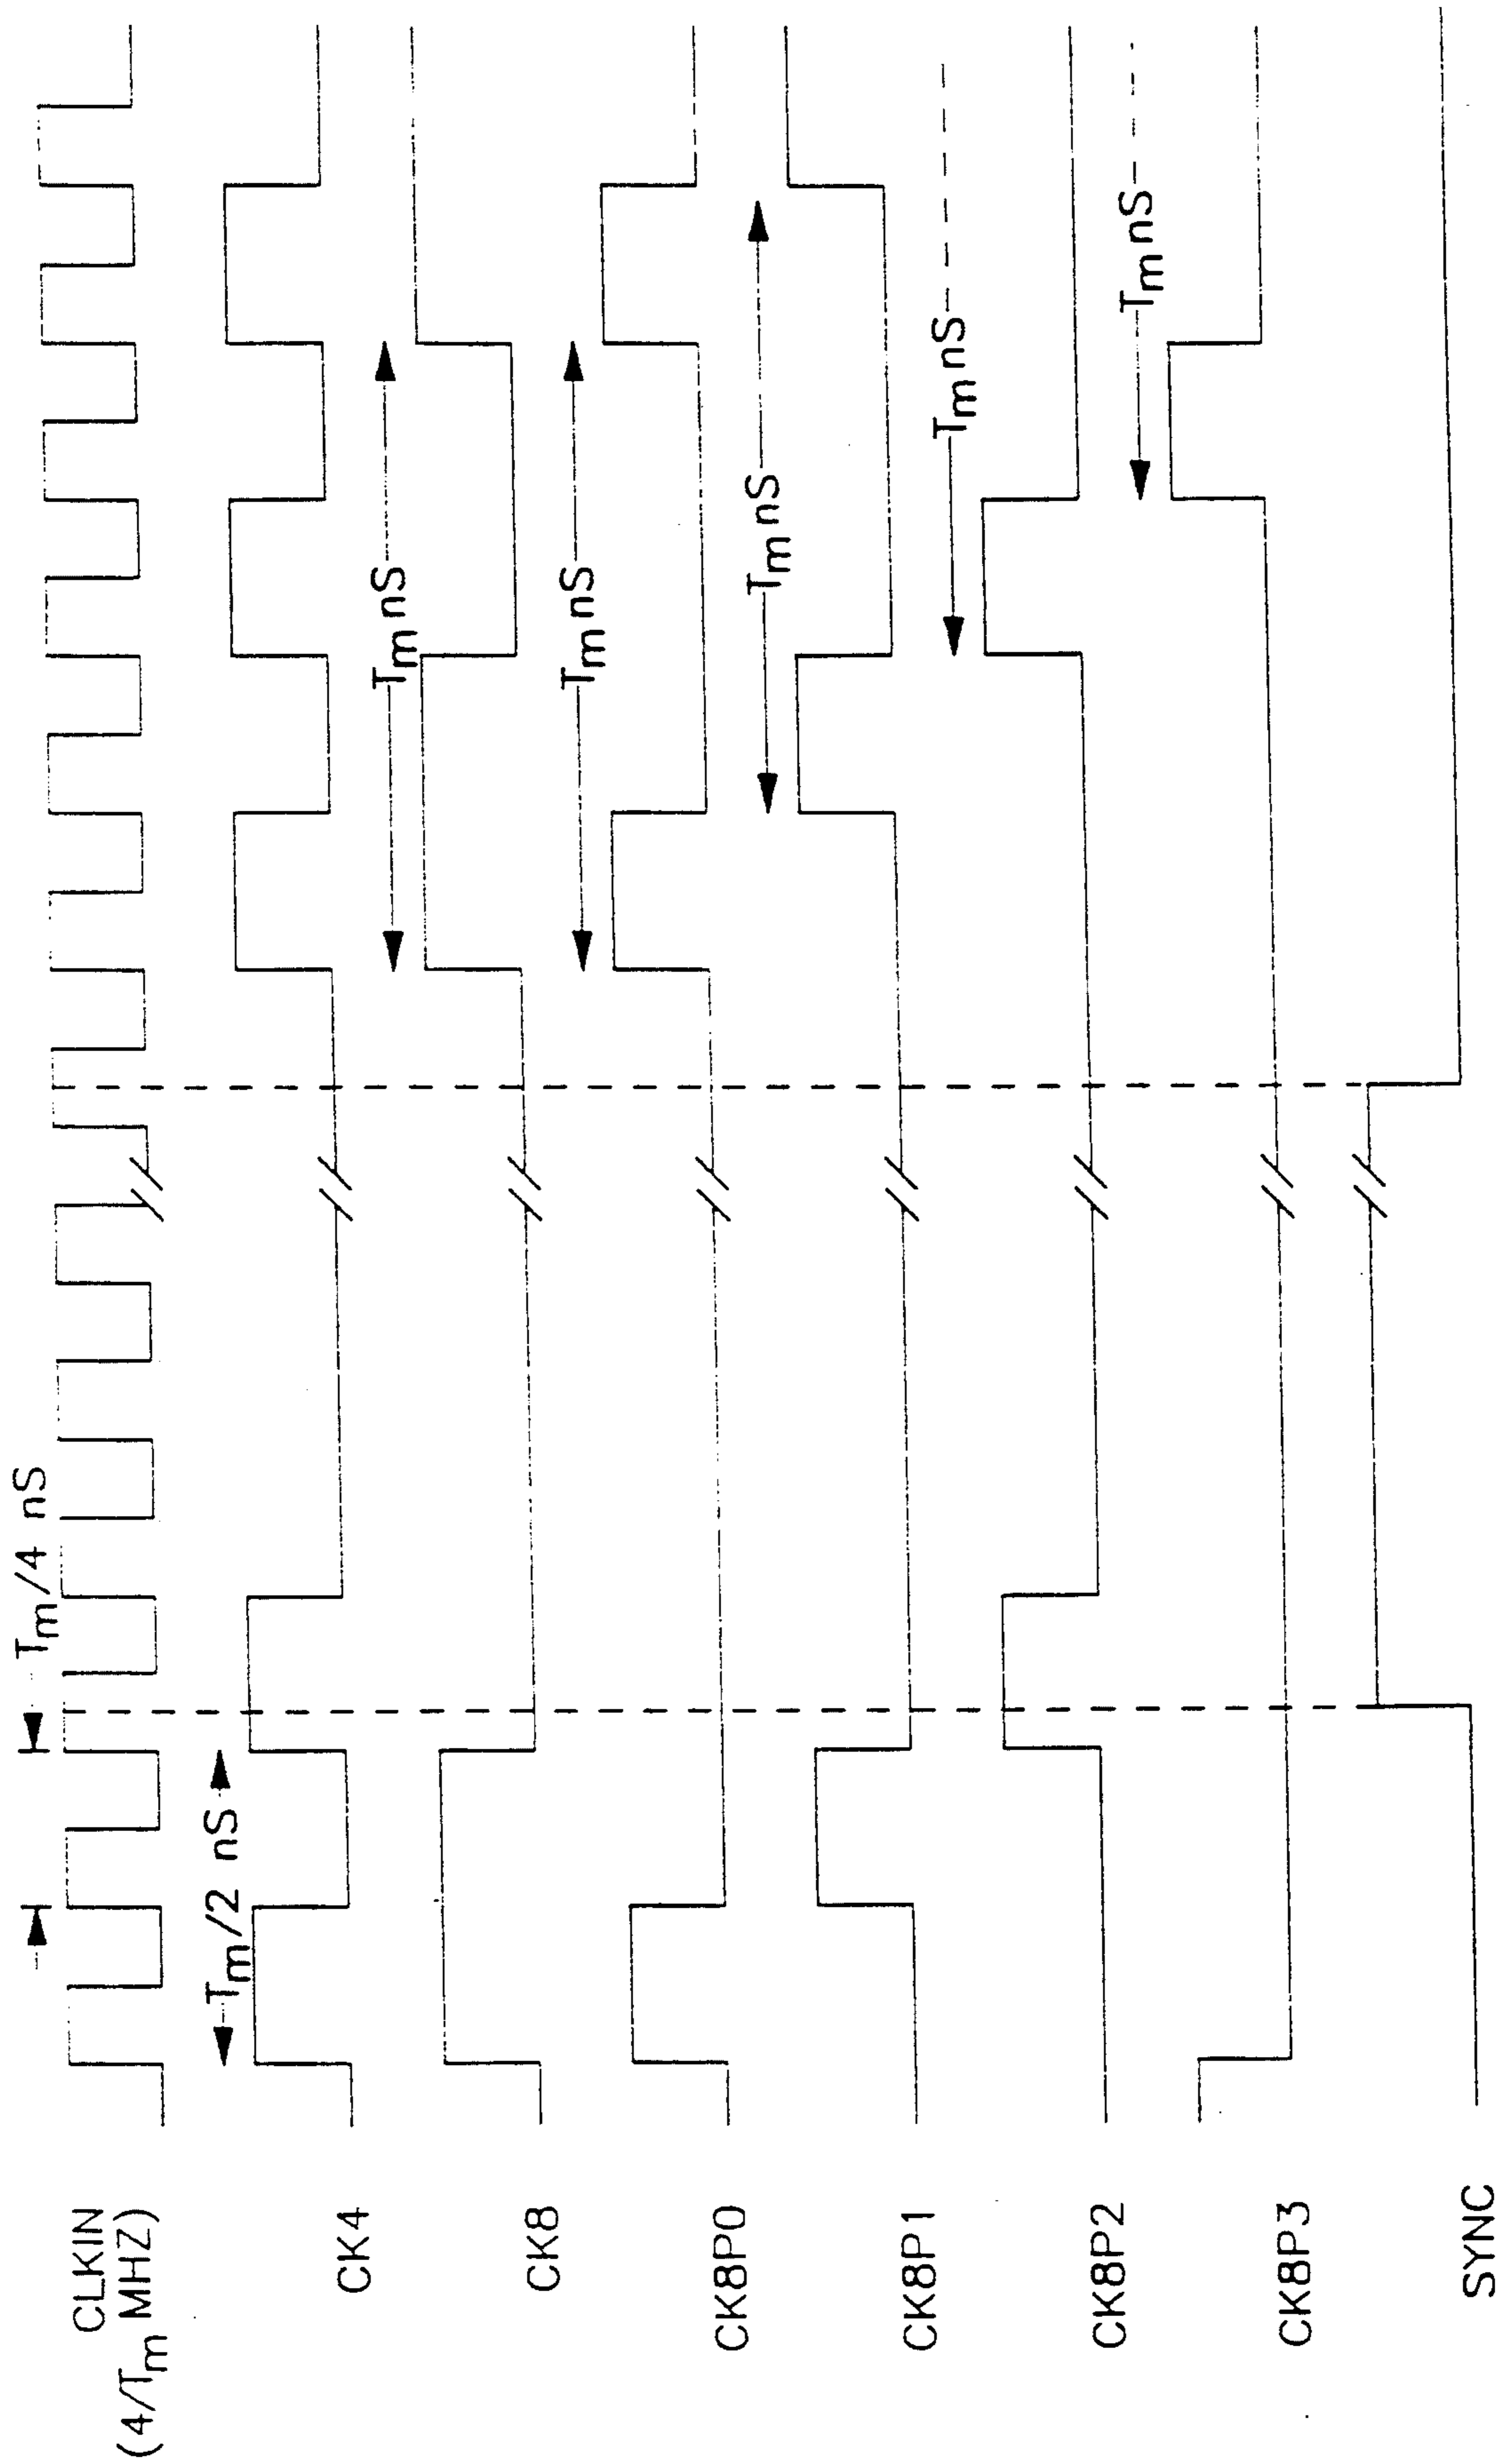 CLKIN
(4/Tm MHZ)
Tm/4 nS
Tm/2 nS
CK4
Tm nS
CK8
Tm nS
CK8P0
Tm nS
CK8P1
Tm nS
CK8P2
Tm nS
CK8P3
SYNC